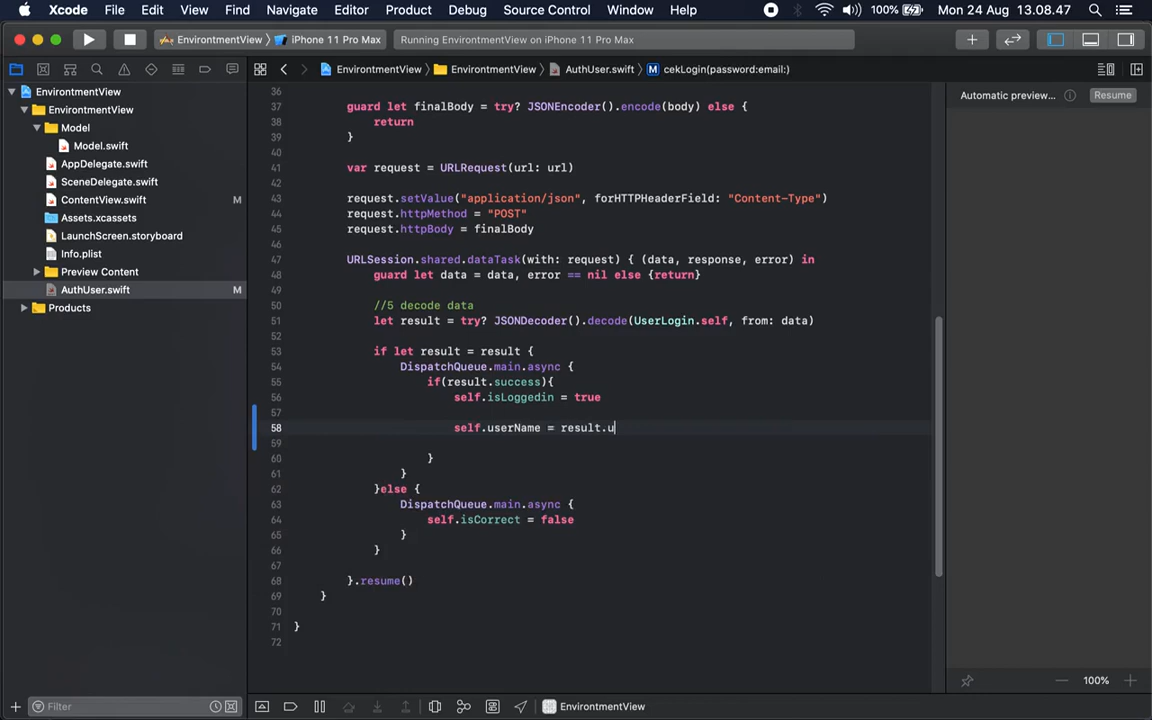 Xcode File Edit View Find Navigate Editor Product Debug Source Control Window Help 100% Mon 24 Aug 13.08.47
EnvirontmentView iPhone 11 Pro Max Running EnvirontmentView on iPhone 11 Pro Max
EnvirontmentView EnvirontmentView AuthUser.swift M cekLogin(password:email:)
EnvirontmentView
EnvirontmentView
Model
Model.swift
AppDelegate.swift
SceneDelegate.swift
ContentView.swift M
Assets.xcassets
LaunchScreen.storyboard
Info.plist
Preview Content
AuthUser.swift M
Products
Filter
36
37 guard let finalBody = try? JSONEncoder().encode(body) else {
38 return
39 }
40
41 var request = URLRequest(url: url)
42
43 request.setValue("application/json", forHTTPHeaderField: "Content-Type")
44 request.httpMethod = "POST"
45 request.httpBody = finalBody
46
47 URLSession.shared.dataTask(with: request) { (data, response, error) in
48 guard let data = data, error == nil else {return}
49
50 //5 decode data
51 let result = try? JSONDecoder().decode(UserLogin.self, from: data)
52
53 if let result = result {
54 DispatchQueue.main.async {
55 if(result.success){
56 self.isLoggedin = true
57
58 self.userName = result.u
59
60 }
61 }
62 }else {
63 DispatchQueue.main.async {
64 self.isCorrect = false
65 }
66 }
67
68 }.resume()
69 }
70
71 }
72
Automatic preview... Resume
100%
EnvirontmentView